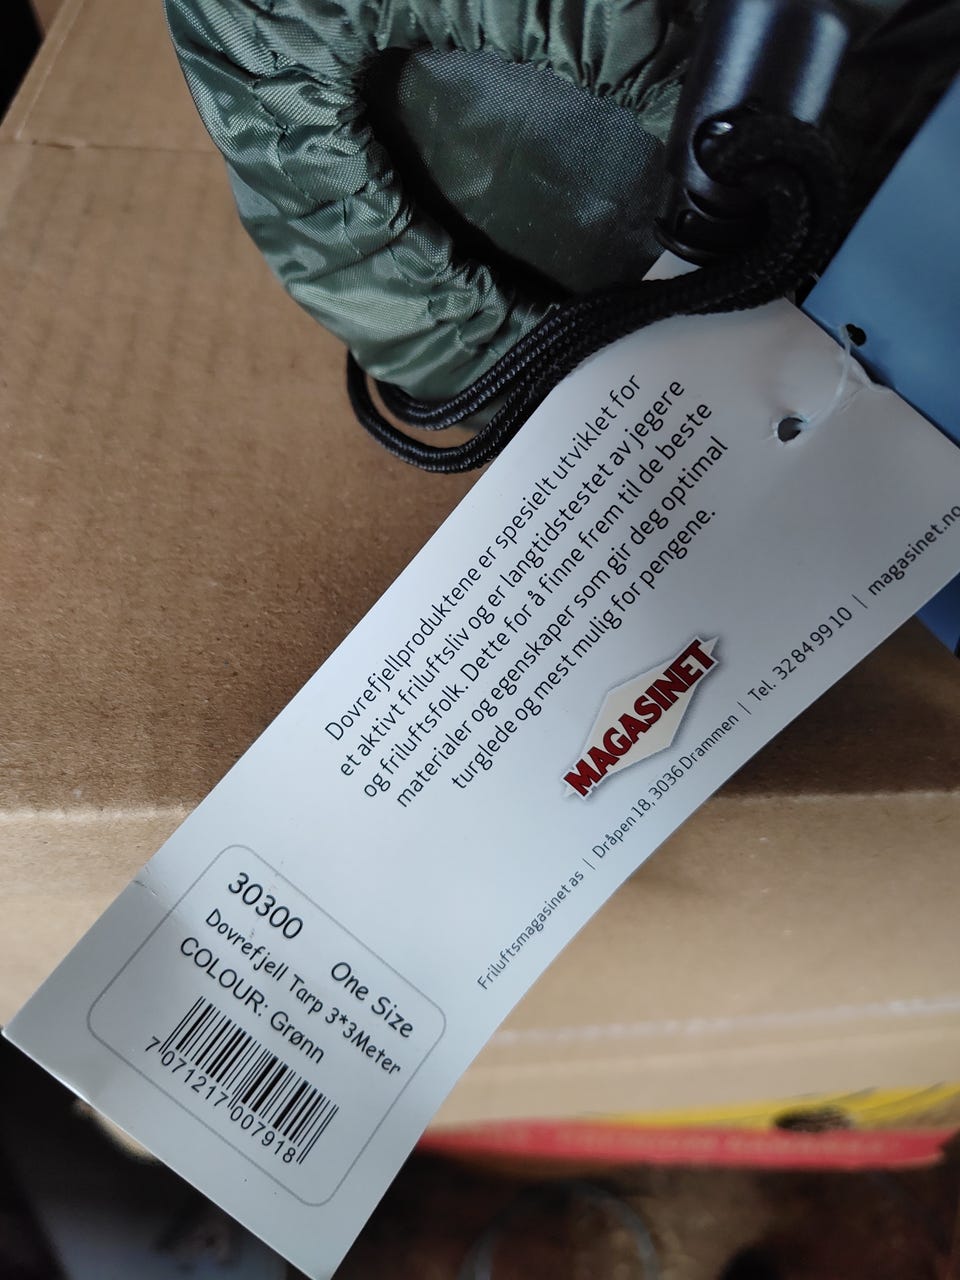 Dovrefjellproduktene er spesielt utviklet for
et aktivt friluftsliv og er langtidstestet av jegere
og friluftsfolk. Dette for å finne frem til de beste
materialer og egenskaper som gir deg optimal
turglede og mest mulig for pengene.
MAGASINET
Friluftsmagasinet as | Dråpen 18, 3036 Drammen | Tel. 32 84 99 10 | magasinet.no
30300 One Size
Dovrefjell Tarp 3*3Meter
COLOUR: Grønn
7 071217 007918